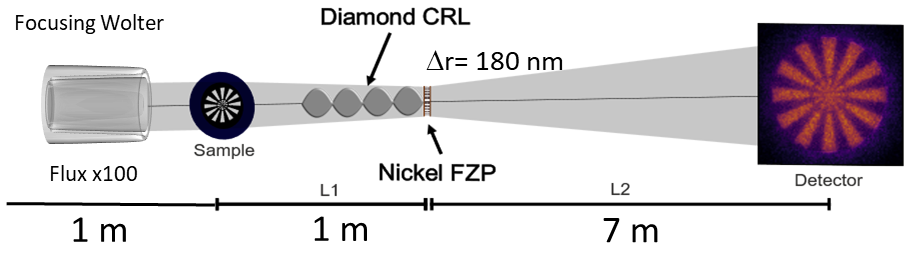 Diamond CRL
Focusing Wolter
Δr= 180 nm
Sample
Flux x100
Nickel FZP
Detector
L1
L2
1 m
1 m
7 m